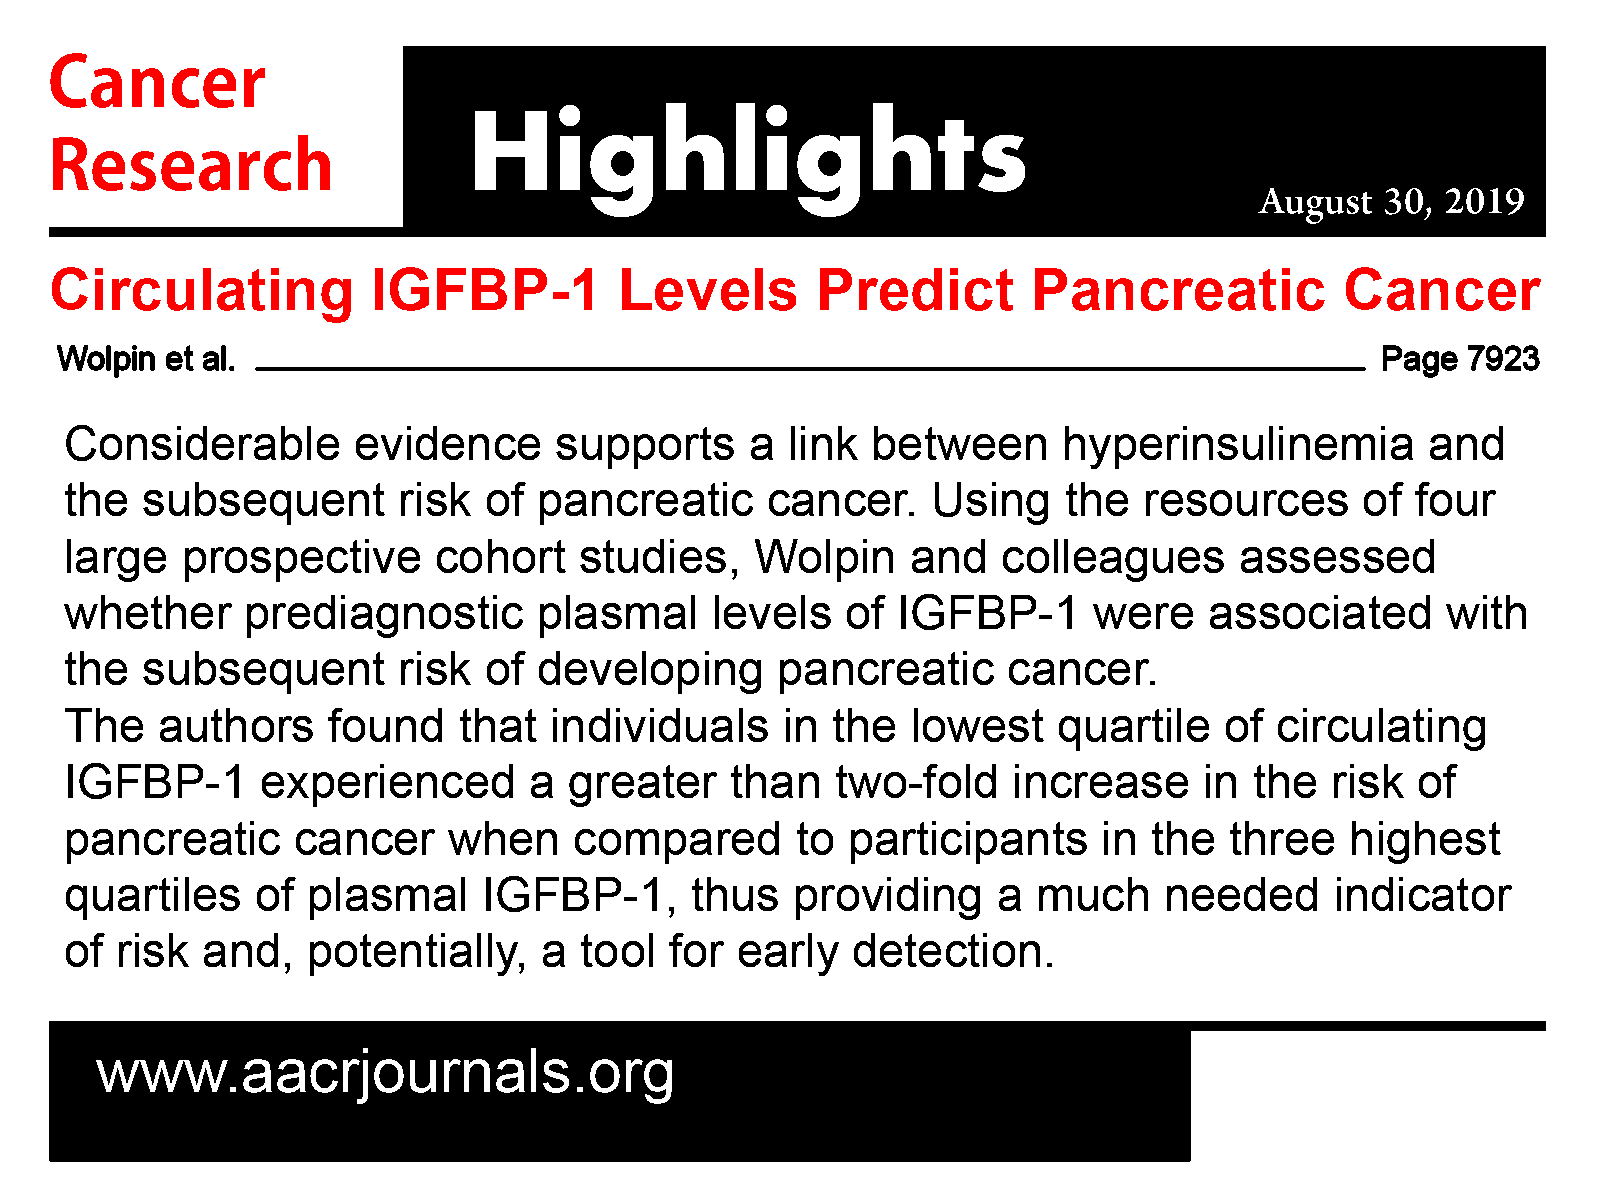 Cancer
Research
Highlights
August 30, 2019
Circulating IGFBP-1 Levels Predict Pancreatic Cancer
Wolpin et al. Page 7923
Considerable evidence supports a link between hyperinsulinemia and
the subsequent risk of pancreatic cancer. Using the resources of four
large prospective cohort studies, Wolpin and colleagues assessed
whether prediagnostic plasmal levels of IGFBP-1 were associated with
the subsequent risk of developing pancreatic cancer.
The authors found that individuals in the lowest quartile of circulating
IGFBP-1 experienced a greater than two-fold increase in the risk of
pancreatic cancer when compared to participants in the three highest
quartiles of plasmal IGFBP-1, thus providing a much needed indicator
of risk and, potentially, a tool for early detection.
www.aacrjournals.org